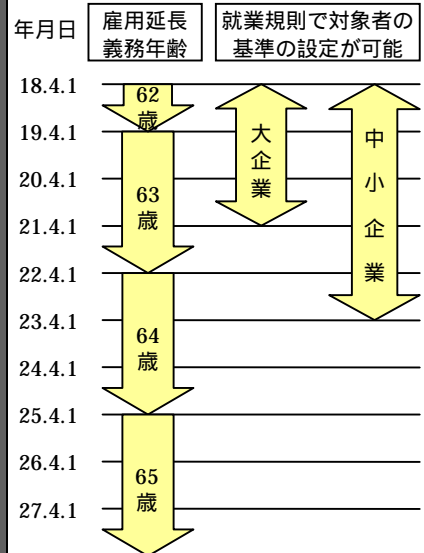 年月日
雇用延長
義務年齢
就業規則で対象者の
基準の設定が可能
18.4.1
19.4.1
20.4.1
21.4.1
22.4.1
23.4.1
24.4.1
25.4.1
26.4.1
27.4.1
62
歳
63
歳
64
歳
65
歳
大企業
中小企業